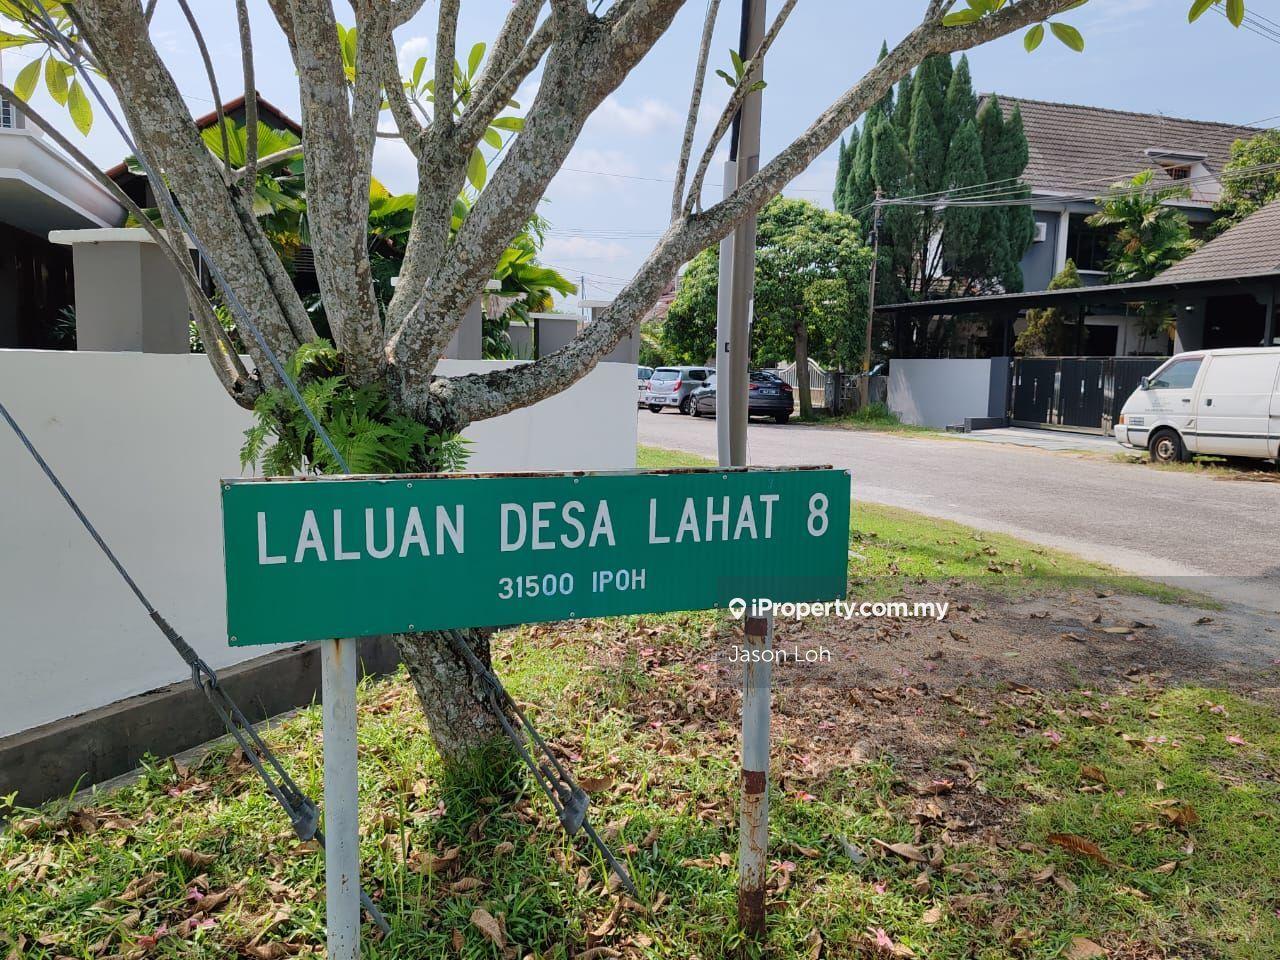 LALUAN DESA LAHAT 8
31500 IPOH
iProperty.com.my
Jason Loh